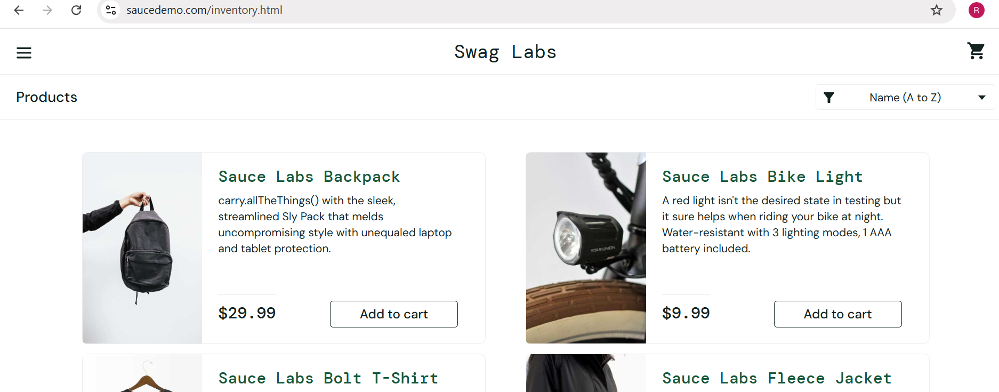 saucedemo.com/inventory.html
R
Swag Labs
Products
Name (A to Z)
Sauce Labs Backpack
carry.allTheThings() with the sleek,
streamlined Sly Pack that melds
uncompromising style with unequaled laptop
and tablet protection.
$29.99
Add to cart
Sauce Labs Bike Light
A red light isn't the desired state in testing but
it sure helps when riding your bike at night.
Water-resistant with 3 lighting modes, 1 AAA
battery included.
STAR UNION
$9.99
Add to cart
Sauce Labs Bolt T-Shirt
Sauce Labs Fleece Jacket